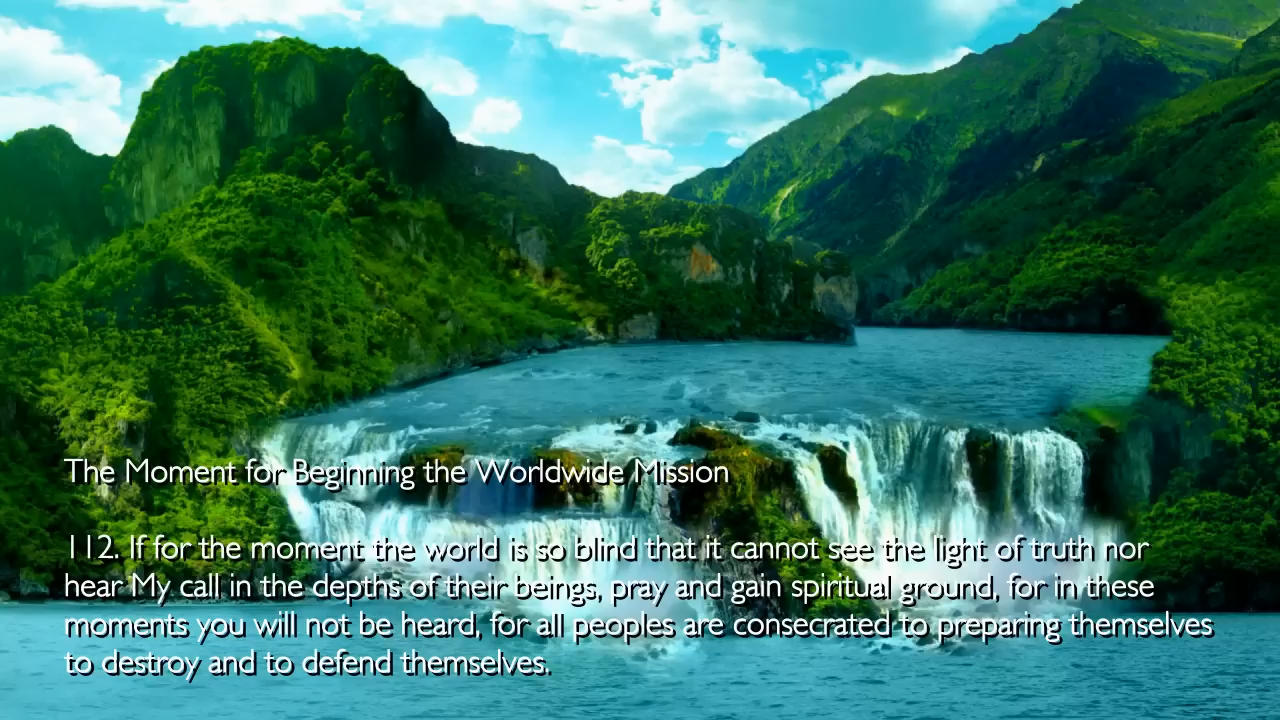 The Moment for Beginning the Worldwide Mission
112. If for the moment the world is so blind that it cannot see the light of truth nor
hear My call in the depths of their beings, pray and gain spiritual ground, for in these
moments you will not be heard, for all peoples are consecrated to preparing themselves
to destroy and to defend themselves.